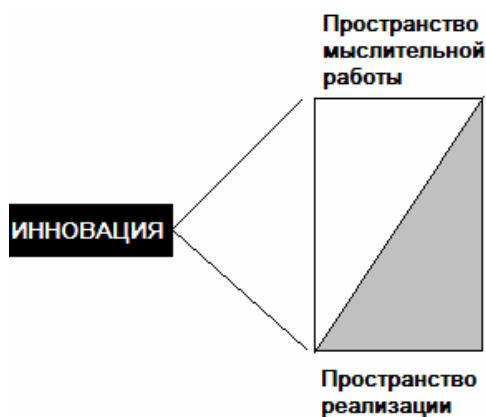 Пространство
мыслительной
работы
ИННОВАЦИЯ
Пространство
реализации